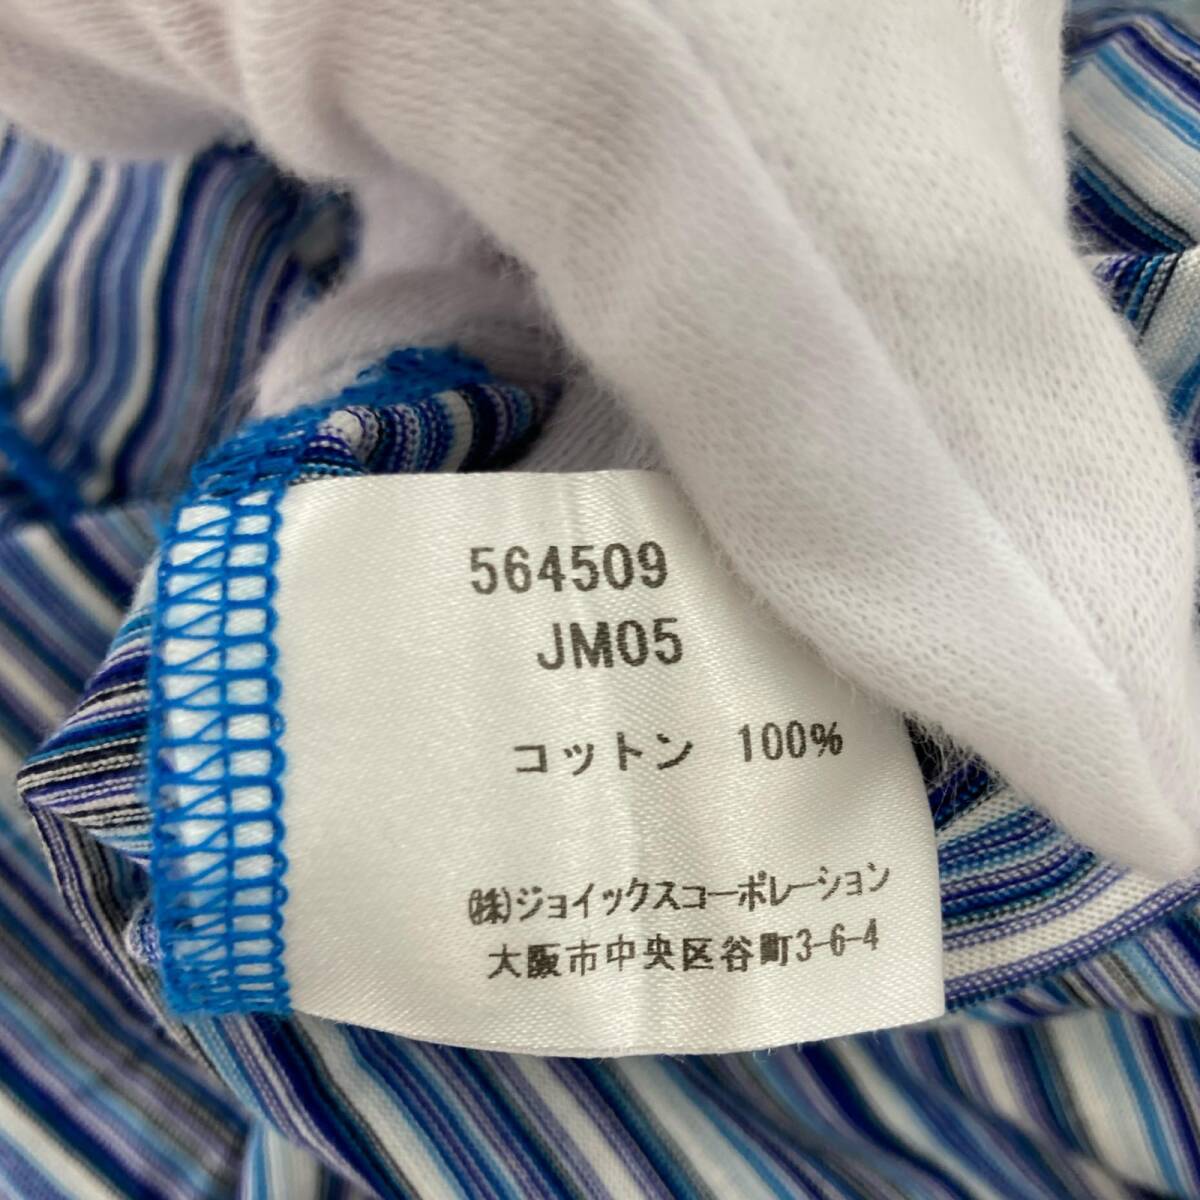 564509
JM05
コットン 100%
(株)ジョイックスコーポレーション
大阪市中央区谷町3-6-4